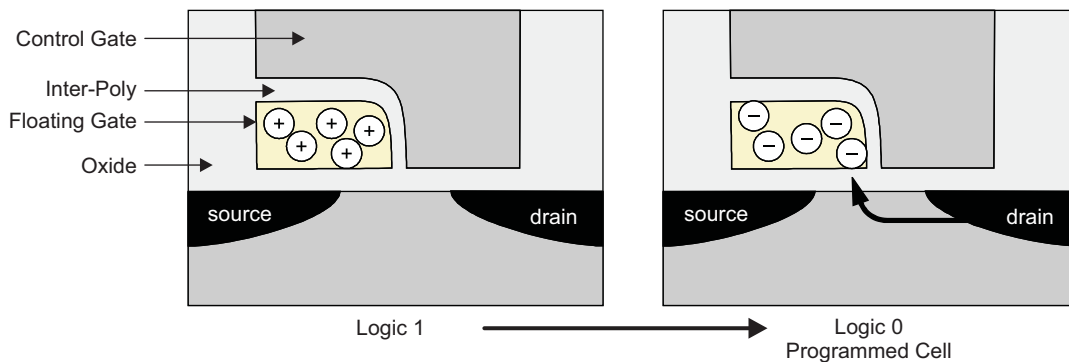 Control Gate
Inter-Poly
Floating Gate
Oxide
+ + + + +
source
drain
− − − − −
source
drain
Logic 1
Logic 0
Programmed Cell